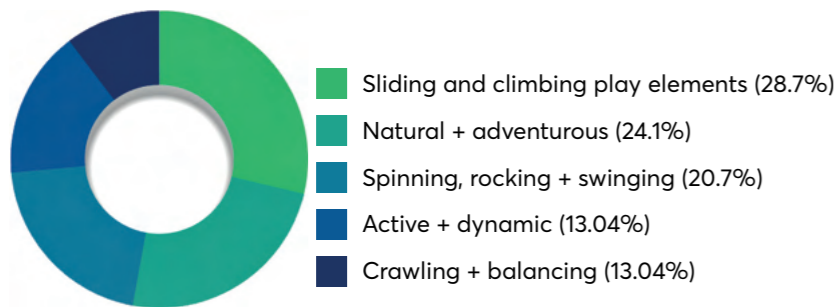 Sliding and climbing play elements (28.7%)
Natural + adventurous (24.1%)
Spinning, rocking + swinging (20.7%)
Active + dynamic (13.04%)
Crawling + balancing (13.04%)